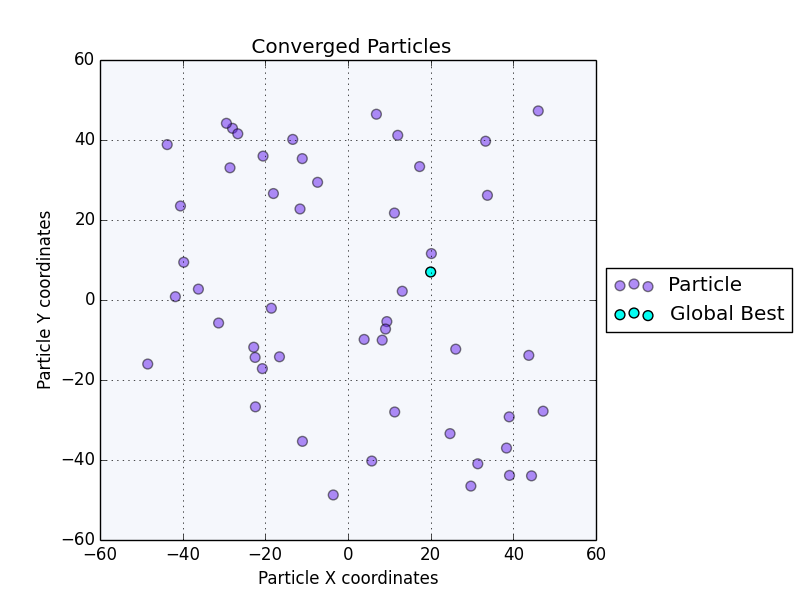 Converged Particles
60
40
20
0
−20
−40
−60
−60 −40 −20 0 20 40 60
Particle X coordinates
Particle Y coordinates
Particle
Global Best